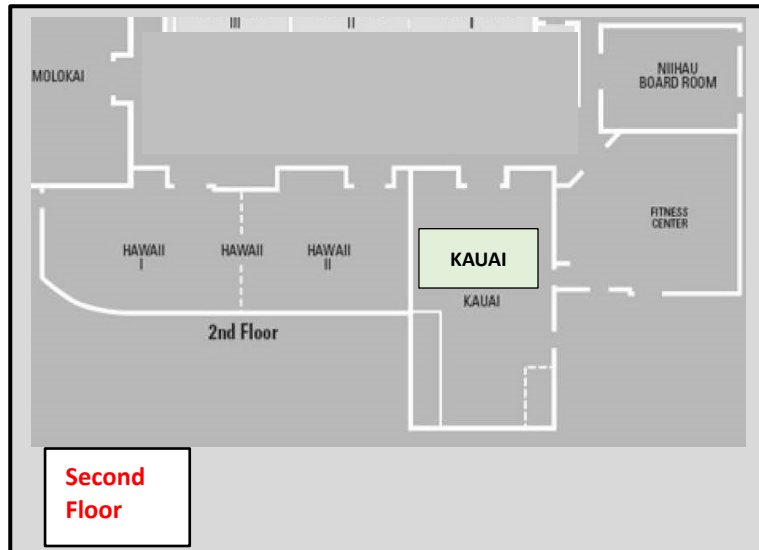 III
II
I
MOLOKAI
NIIHAU
BOARD ROOM
FITNESS
CENTER
HAWAII
I
HAWAII
HAWAII
II
KAUAI
KAUAI
2nd Floor
Second
Floor